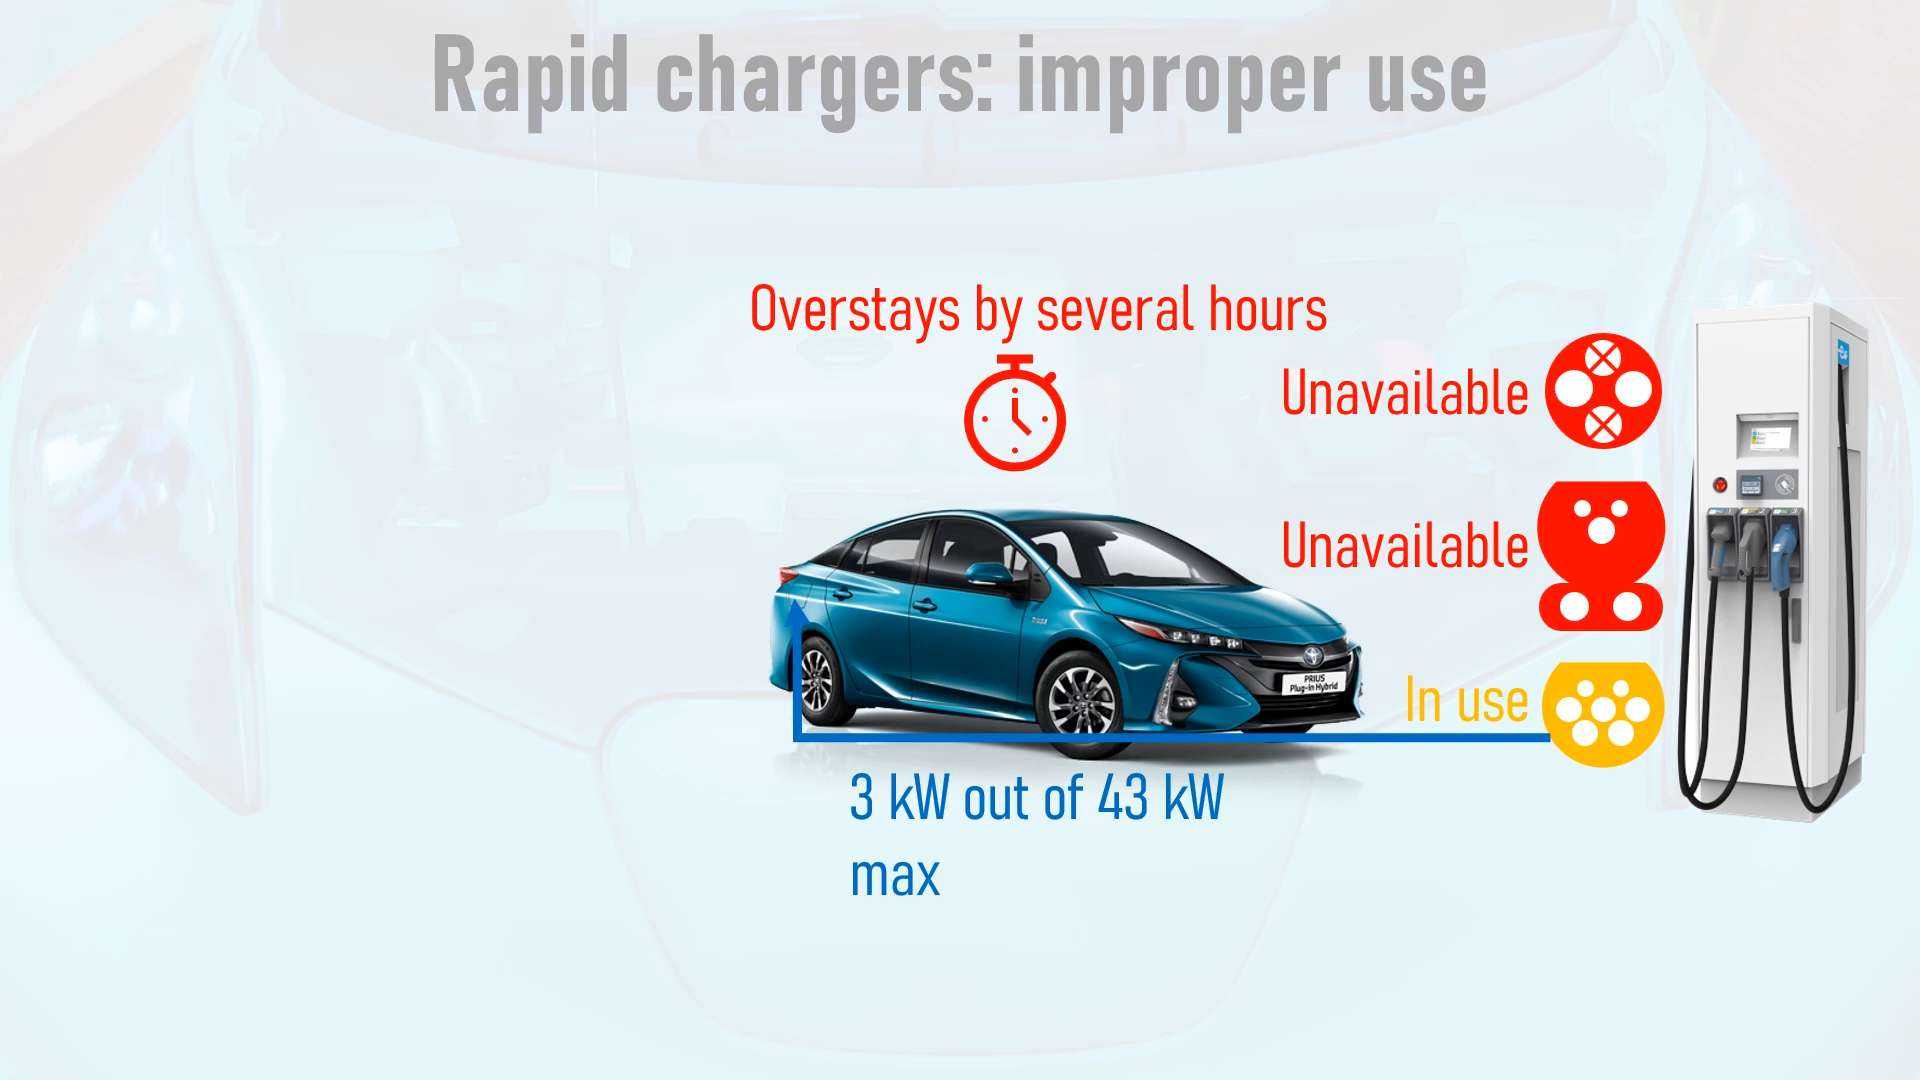 Rapid chargers: improper use
Overstays by several hours
Unavailable
Unavailable
In use
PRIUS
Plug-in Hybrid
3 kW out of 43 kW
max